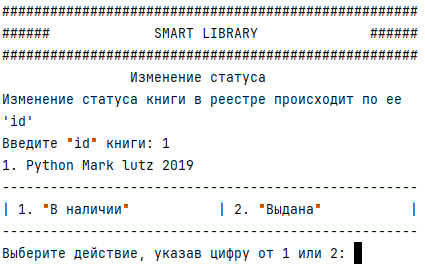 ####################################################
######             SMART LIBRARY              ######
####################################################
Изменение статуса
Изменение статуса книги в реестре происходит по ее
'id'
Введите "id" книги: 1
1. Python Mark lutz 2019
----------------------------------------------------
| 1. "В наличии"           | 2. "Выдана"           |
----------------------------------------------------
Выберите действие, указав цифру от 1 или 2: